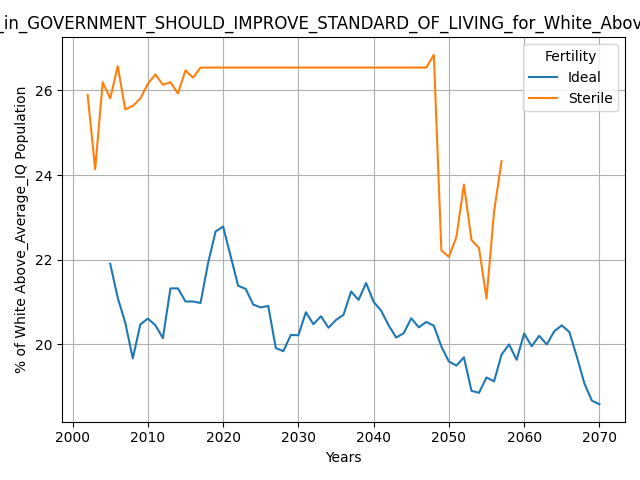 _in_GOVERNMENT_SHOULD_IMPROVE_STANDARD_OF_LIVING_for_White_Abov
Fertility
Ideal
Sterile
% of White Above_Average_IQ Population
26
24
22
20
2000 2010 2020 2030 2040 2050 2060 2070
Years